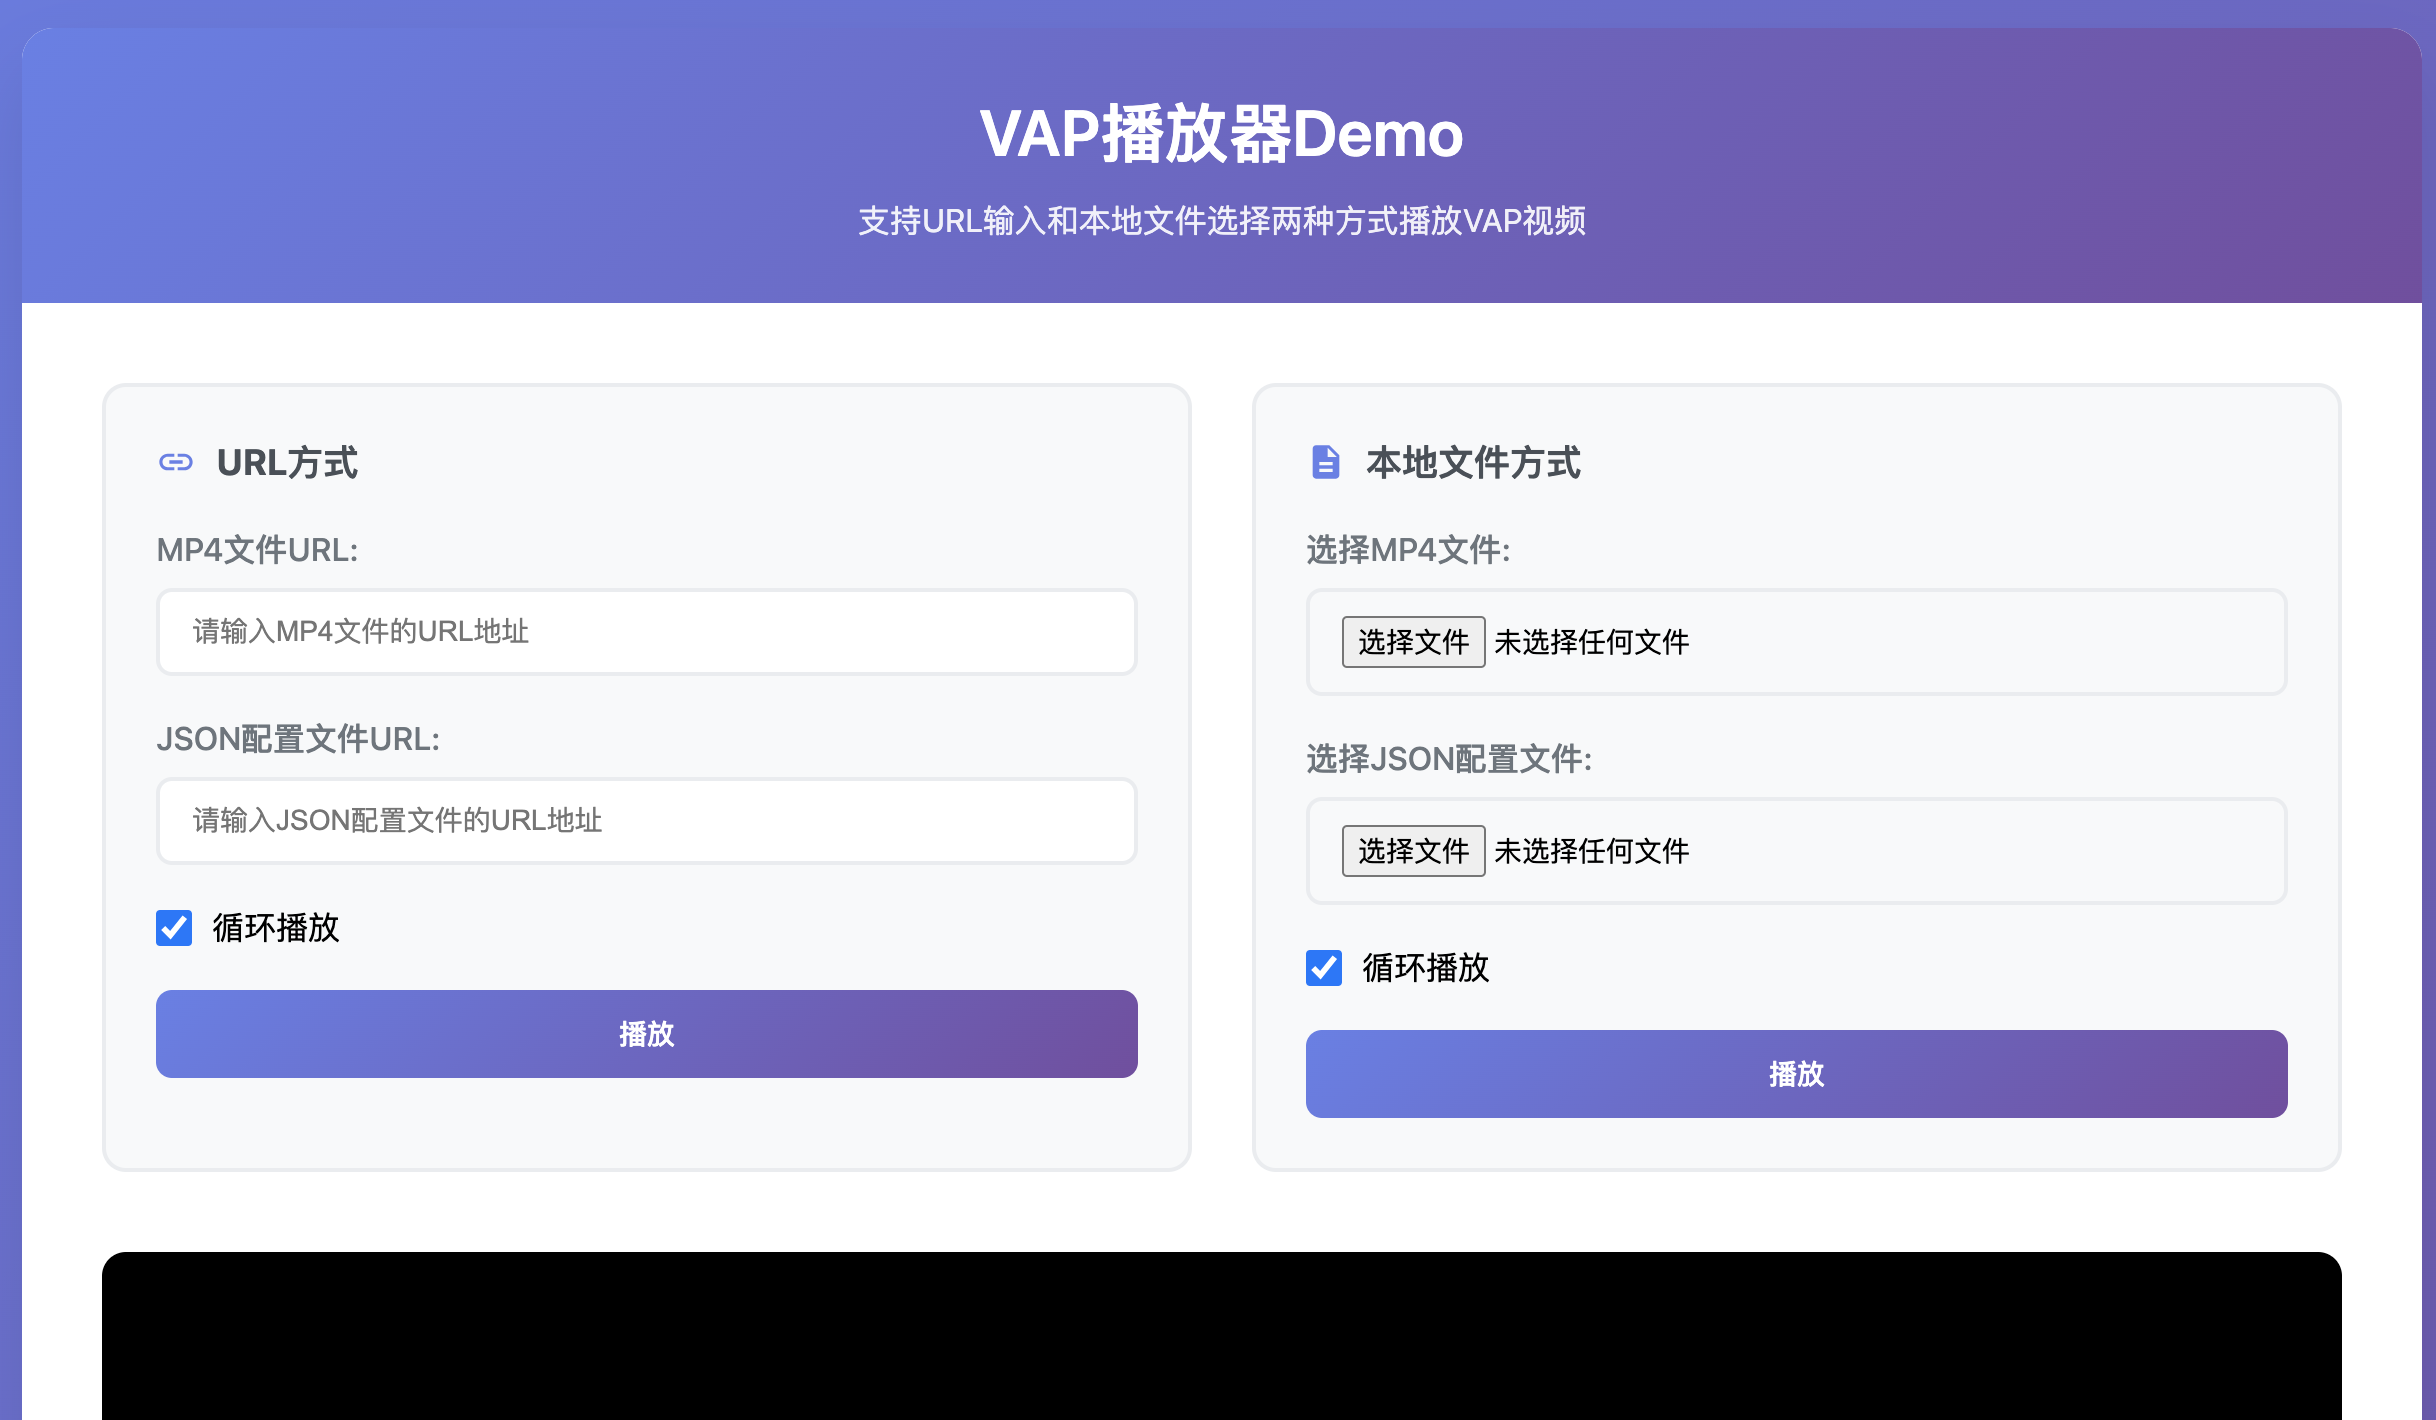 VAP播放器Demo
支持URL输入和本地文件选择两种方式播放VAP视频
URL方式
MP4文件URL:
请输入MP4文件的URL地址
JSON配置文件URL:
请输入JSON配置文件的URL地址
循环播放
播放
本地文件方式
选择MP4文件:
选择文件 未选择任何文件
选择JSON配置文件:
选择文件 未选择任何文件
循环播放
播放